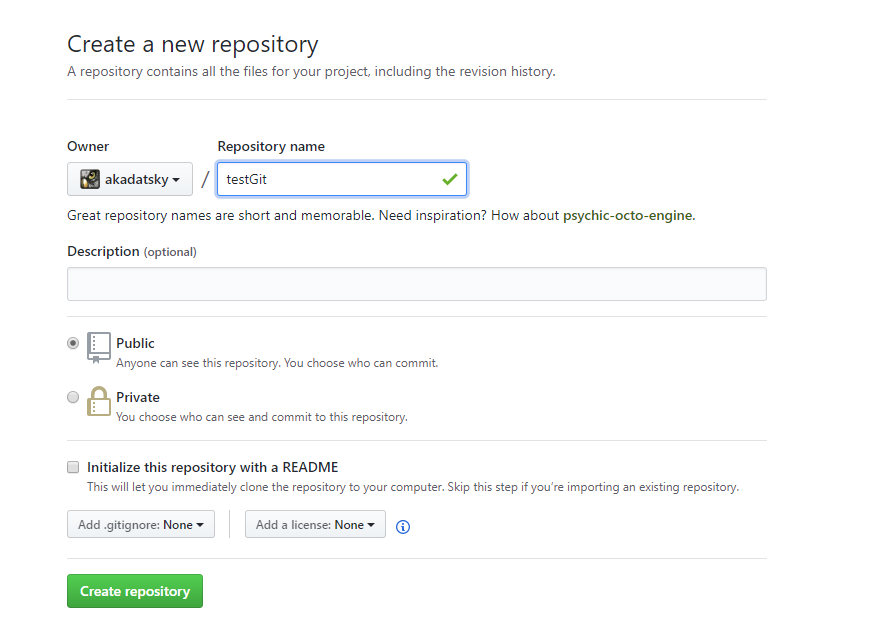 Create a new repository
A repository contains all the files for your project, including the revision history.
Owner Repository name
akadatsky / testGit
Great repository names are short and memorable. Need inspiration? How about psychic-octo-engine.
Description (optional)
Public
Anyone can see this repository. You choose who can commit.
Private
You choose who can see and commit to this repository.
Initialize this repository with a README
This will let you immediately clone the repository to your computer. Skip this step if you’re importing an existing repository.
Add .gitignore: None Add a license: None
Create repository